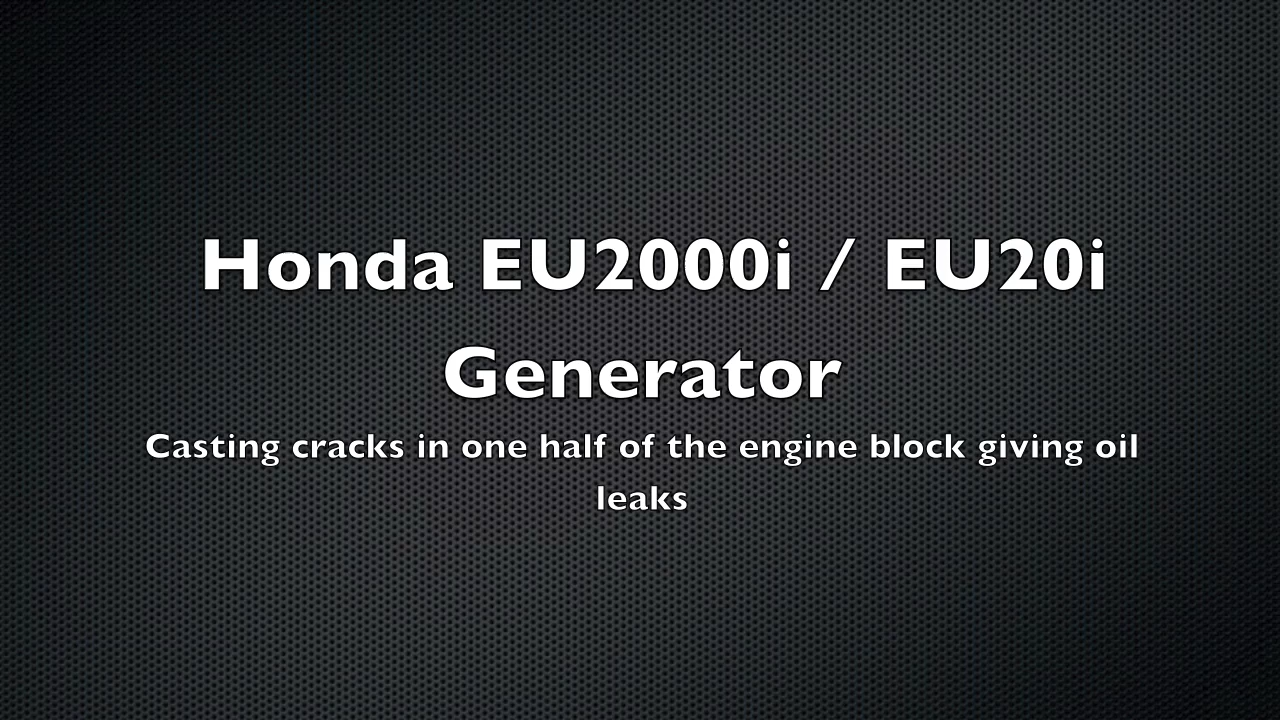 Honda EU2000i / EU20i
Generator
Casting cracks in one half of the engine block giving oil
leaks